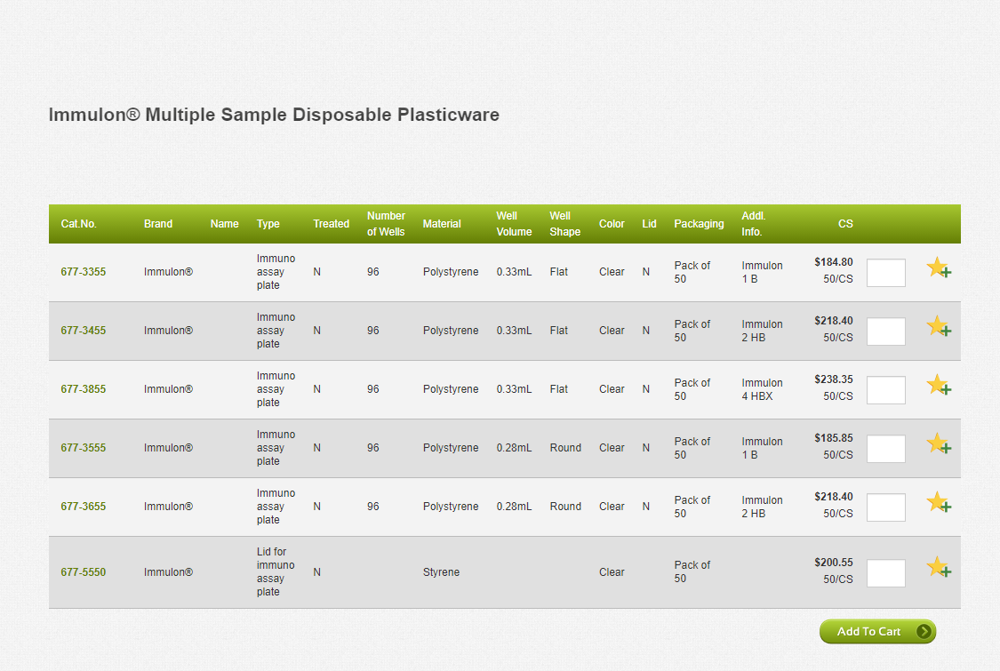 Immulon® Multiple Sample Disposable Plasticware
Cat.No. Brand Name Type Treated Number of Wells Material Well Volume Well Shape Color Lid Packaging Addl. Info. CS
677-3355 Immulon® Immuno assay plate N 96 Polystyrene 0.33mL Flat Clear N Pack of 50 Immulon 1 B $184.80 50/CS
677-3455 Immulon® Immuno assay plate N 96 Polystyrene 0.33mL Flat Clear N Pack of 50 Immulon 2 HB $218.40 50/CS
677-3855 Immulon® Immuno assay plate N 96 Polystyrene 0.33mL Flat Clear N Pack of 50 Immulon 4 HBX $238.35 50/CS
677-3555 Immulon® Immuno assay plate N 96 Polystyrene 0.28mL Round Clear N Pack of 50 Immulon 1 B $185.85 50/CS
677-3655 Immulon® Immuno assay plate N 96 Polystyrene 0.28mL Round Clear N Pack of 50 Immulon 2 HB $218.40 50/CS
677-5550 Immulon® Lid for immuno assay plate N Styrene Clear Pack of 50 $200.55 50/CS
Add To Cart